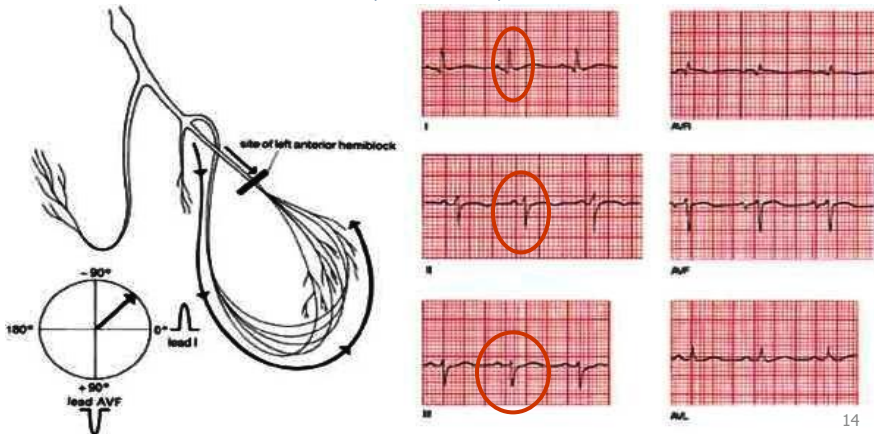 site of left anterior hemiblock
– 90°
180°
0°
lead I
+ 90°
lead AVF
I
AVR
II
AVF
III
AVL
14